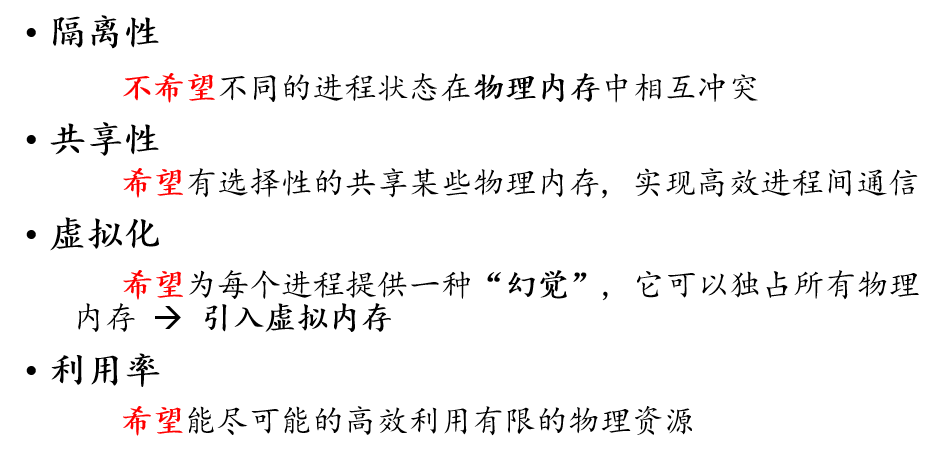 • 隔离性
不希望不同的进程状态在物理内存中相互冲突
• 共享性
希望有选择性的共享某些物理内存，实现高效进程间通信
• 虚拟化
希望为每个进程提供一种“幻觉”，它可以独占所有物理
内存 → 引入虚拟内存
• 利用率
希望能尽可能的高效利用有限的物理资源